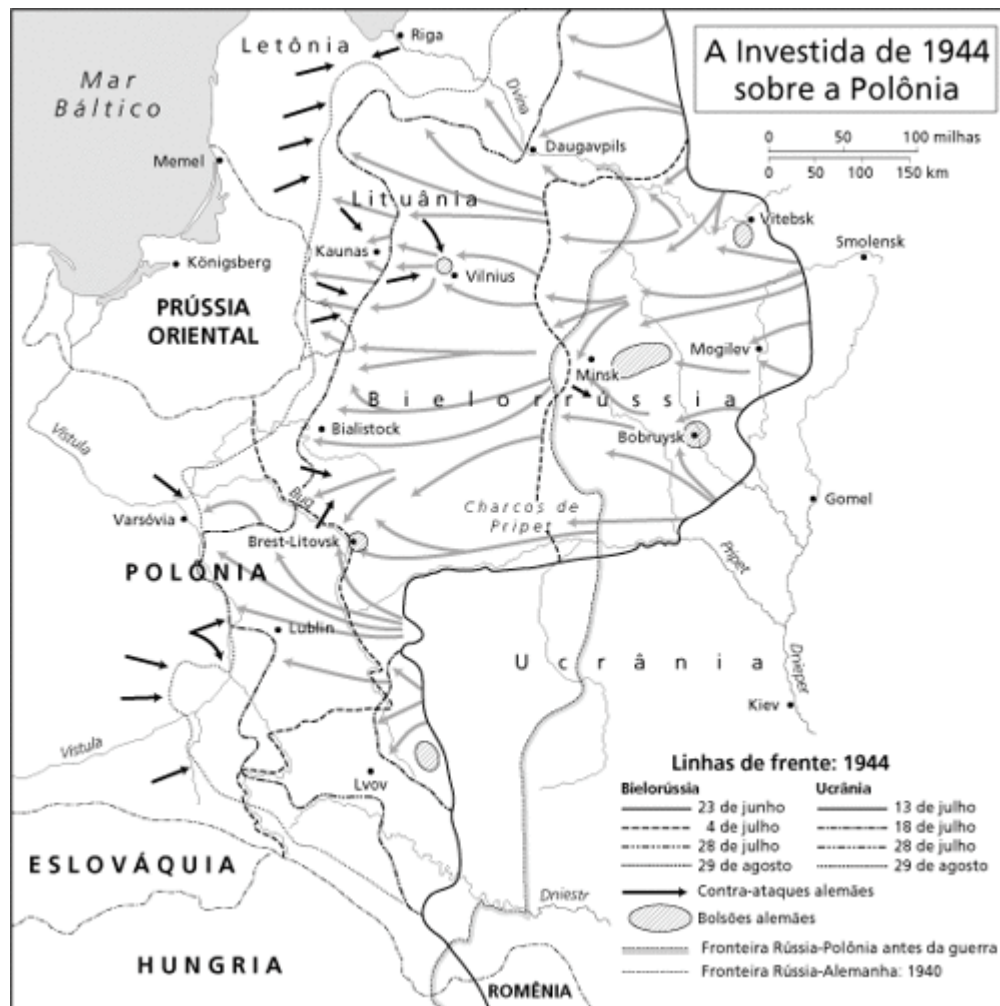 A Investida de 1944
sobre a Polônia
0 50 100 milhas
0 50 100 150 km
Letônia
Riga
Mar
Báltico
Dvina
Daugavpils
Memel
Lituânia
Vitebsk
Smolensk
Kaunas
Königsberg
Vilnius
PRÚSSIA
ORIENTAL
Mogilev
Minsk
Bielorrússia
Bialistock
Bobruysk
Vístula
Bug
Gomel
Charcos de
Pripet
Varsóvia
Brest-Litovsk
Pripet
POLÔNIA
Lublin
Ucrânia
Dnieper
Kiev
Vístula
Lvov
Linhas de frente: 1944
Bielorússia Ucrânia
23 de junho 13 de julho
4 de julho 18 de julho
28 de julho 28 de julho
29 de agosto 29 de agosto
Contra-ataques alemães
Bolsões alemães
Fronteira Rússia-Polônia antes da guerra
Fronteira Rússia-Alemanha: 1940
ESLOVÁQUIA
Dniestr
HUNGRIA
ROMÊNIA